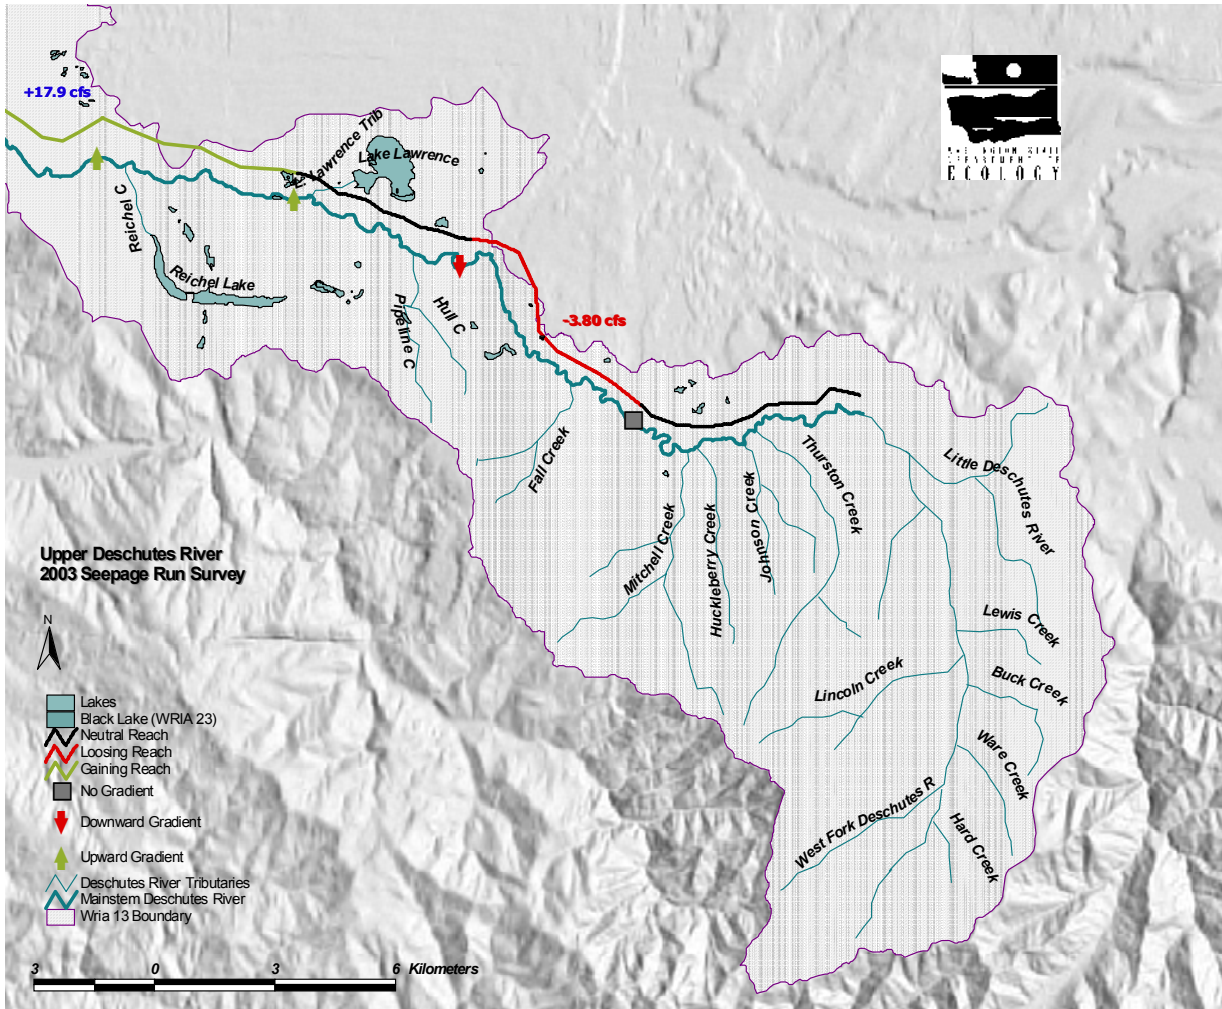 +17.9 cfs
L. Lawrence Trib
Lake Lawrence
ECOLOGY
Reichel C
Reichel Lake
Pipeline C
Hull C
-3.80 cfs
Fall Creek
Mitchell Creek
Huckleberry Creek
Johnson Creek
Thurston Creek
Little Deschutes River
Lewis Creek
Lincoln Creek
Buck Creek
Ware Creek
West Fork Deschutes R
Hard Creek
Upper Deschutes River
2003 Seepage Run Survey
N
Lakes
Black Lake (WRIA 23)
Neutral Reach
Loosing Reach
Gaining Reach
No Gradient
Downward Gradient
Upward Gradient
Deschutes River Tributaries
Mainstem Deschutes River
Wria 13 Boundary
3 0 3 6 Kilometers